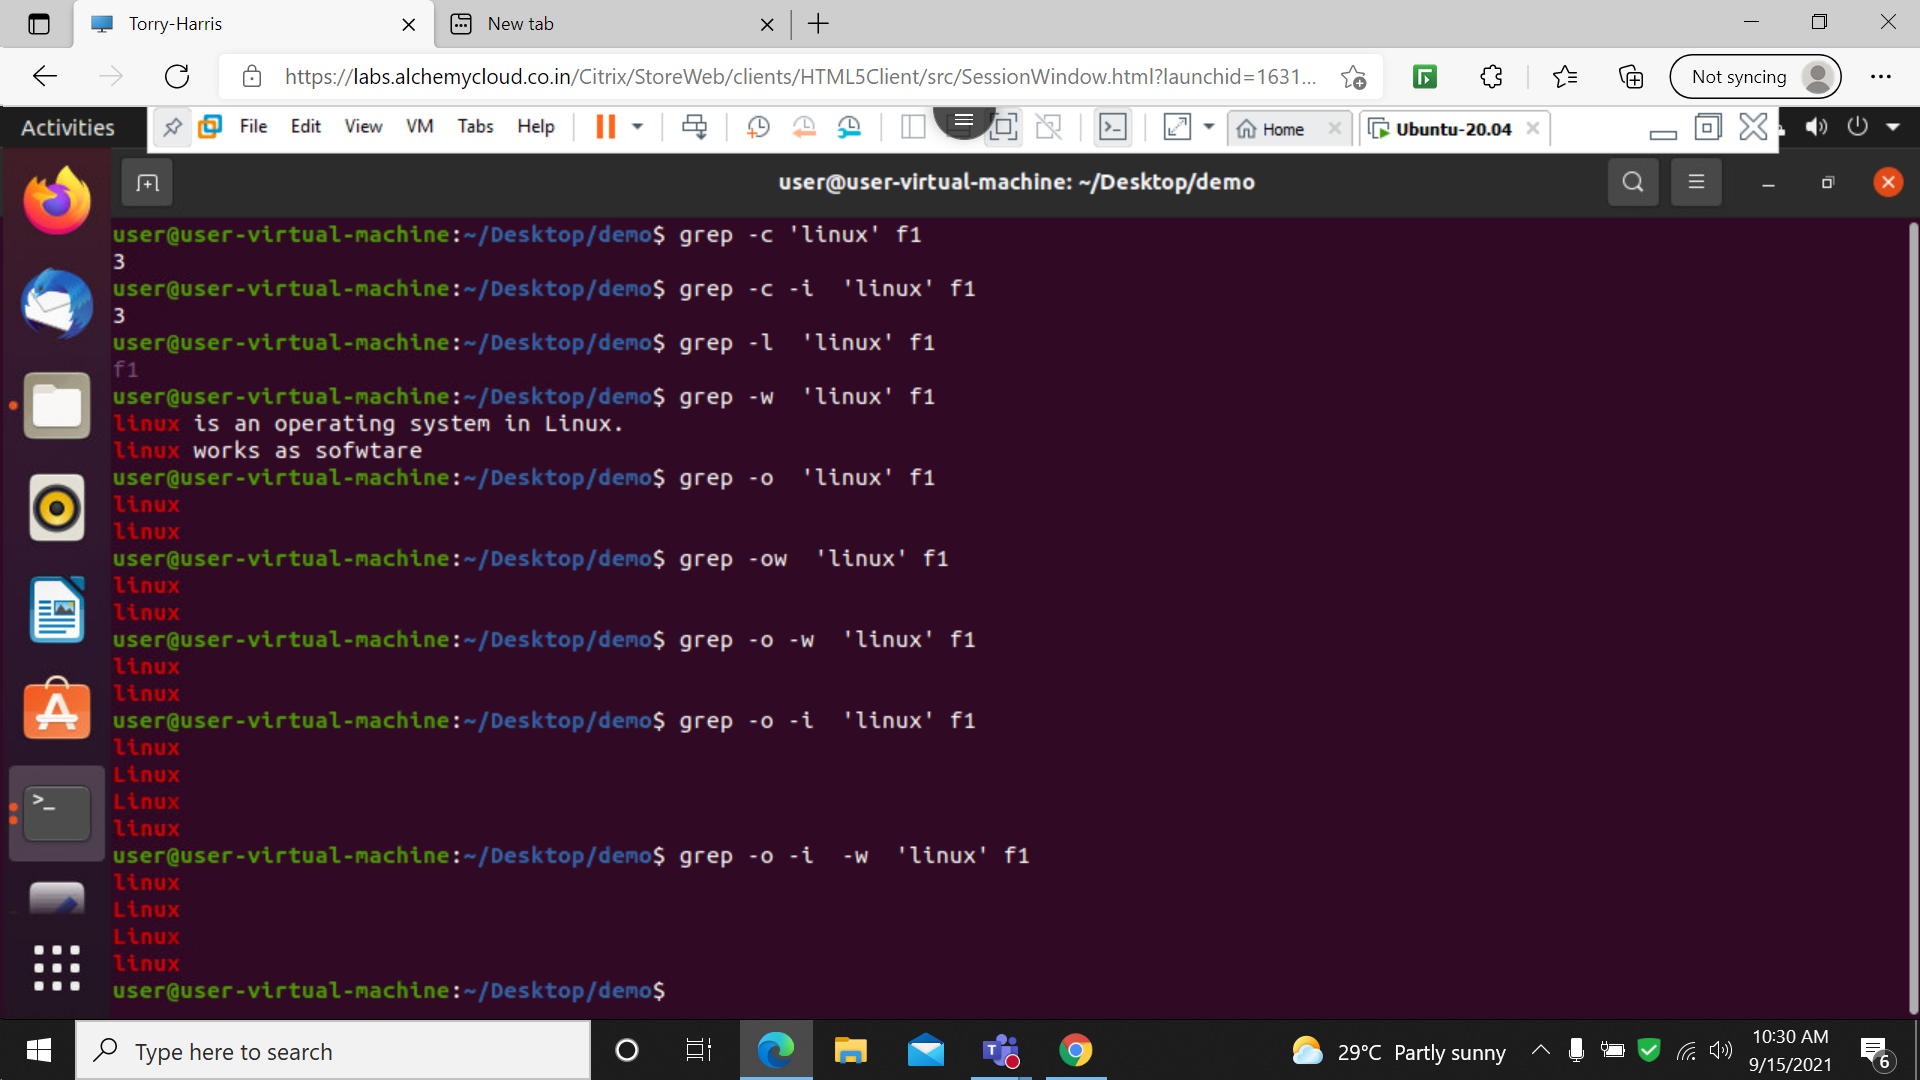 Torry-Harris
New tab
https://labs.alchemycloud.co.in/Citrix/StoreWeb/clients/HTML5Client/src/SessionWindow.html?launchid=1631...
Not syncing
Activities
File Edit View VM Tabs Help
Home
Ubuntu-20.04
user@user-virtual-machine: ~/Desktop/demo
user@user-virtual-machine:~/Desktop/demo$ grep -c 'linux' f1
3
user@user-virtual-machine:~/Desktop/demo$ grep -c -i  'linux' f1
3
user@user-virtual-machine:~/Desktop/demo$ grep -l  'linux' f1
f1
user@user-virtual-machine:~/Desktop/demo$ grep -w  'linux' f1
linux is an operating system in Linux.
linux works as sofwtare
user@user-virtual-machine:~/Desktop/demo$ grep -o  'linux' f1
linux
linux
user@user-virtual-machine:~/Desktop/demo$ grep -ow  'linux' f1
linux
linux
user@user-virtual-machine:~/Desktop/demo$ grep -o -w  'linux' f1
linux
linux
user@user-virtual-machine:~/Desktop/demo$ grep -o -i  'linux' f1
linux
Linux
Linux
linux
user@user-virtual-machine:~/Desktop/demo$ grep -o -i  -w  'linux' f1
linux
Linux
Linux
linux
user@user-virtual-machine:~/Desktop/demo$
Type here to search
29°C Partly sunny
10:30 AM
9/15/2021
6